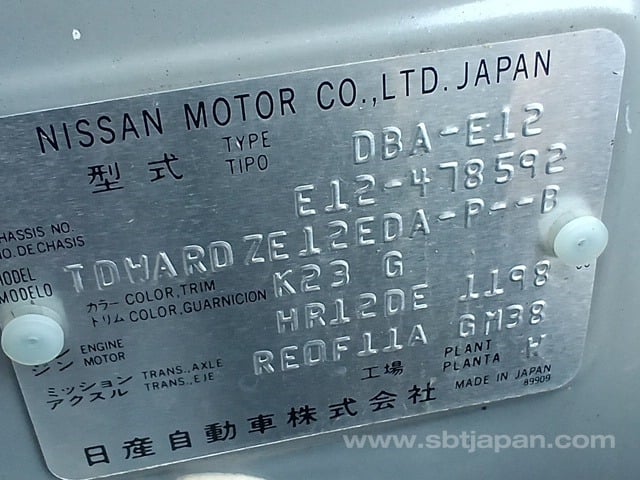 NISSAN MOTOR CO.,LTD. JAPAN
型式 TYPE TIPO DBA-E12
CHASSIS NO. NO. DE CHASIS E12-478592
MODEL MODELO TDWARDZE12EDA-P--B
カラー COLOR, TRIM トリム COLOR, GUARNICION K23 G
ENGINE MOTOR HR12DE 1198
ミッション TRANS., AXLE アクスル TRANS., EJE RE0F11A GM38
工場 PLANT PLANTA K
MADE IN JAPAN
89909
日産自動車株式会社
www.sbtjapan.com